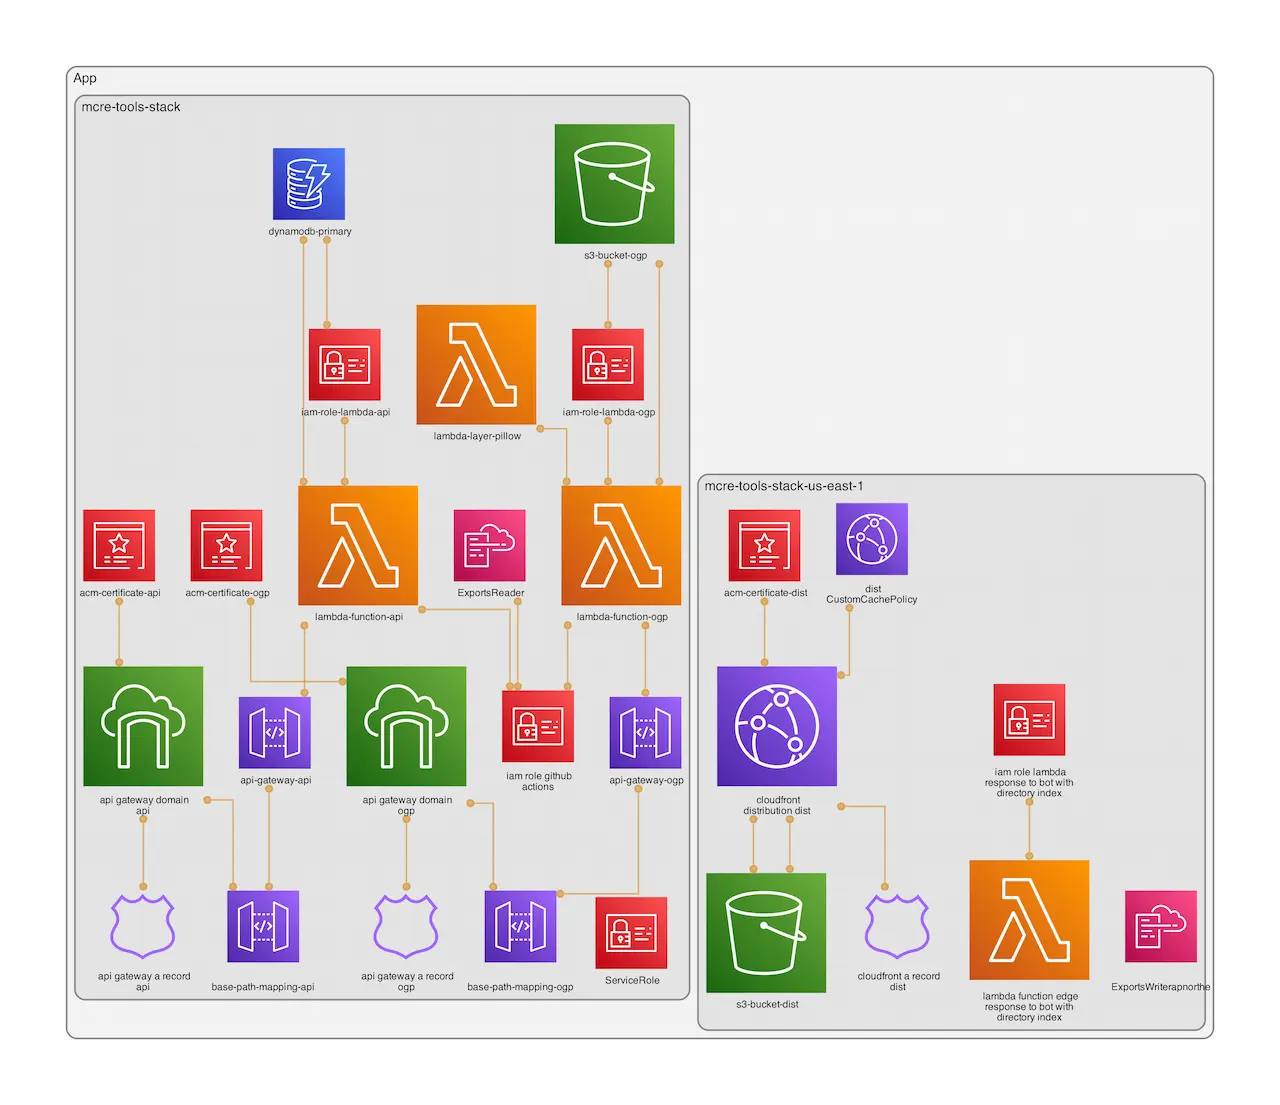 App
mcre-tools-stack
dynamodb-primary
s3-bucket-ogp
iam-role-lambda-api
lambda-layer-pillow
iam-role-lambda-ogp
acm-certificate-api
acm-certificate-ogp
lambda-function-api
ExportsReader
lambda-function-ogp
api gateway domain
api
api-gateway-api
api gateway domain
ogp
iam role github
actions
api-gateway-ogp
api gateway a record
api
base-path-mapping-api
api gateway a record
ogp
base-path-mapping-ogp
ServiceRole
mcre-tools-stack-us-east-1
acm-certificate-dist
dist
CustomCachePolicy
cloudfront
distribution dist
iam role lambda
response to bot with
directory index
s3-bucket-dist
cloudfront a record
dist
lambda function edge
response to bot with
directory index
ExportsWriterapnorthe